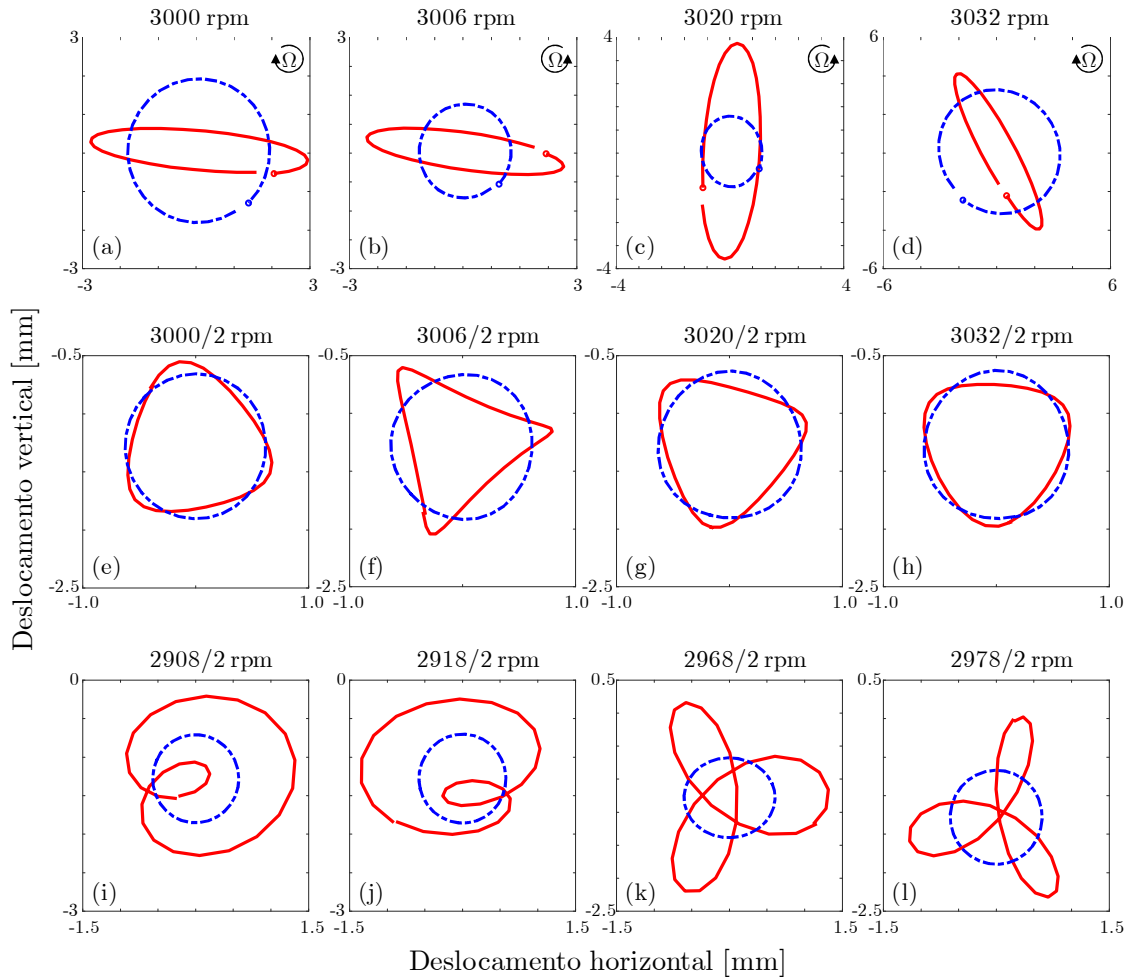 3000 rpm 3006 rpm 3020 rpm 3032 rpm
3 3 4 6
Ω Ω Ω Ω
(a) (b) (c) (d)
-3 -3 -4 -6
-3 3 -3 3 -4 4 -6 6
3000/2 rpm 3006/2 rpm 3020/2 rpm 3032/2 rpm
-0.5 -0.5 -0.5 -0.5
(e) (f) (g) (h)
-2.5 -2.5 -2.5 -2.5
-1.0 1.0 -1.0 1.0 -1.0 1.0 -1.0 1.0
Deslocamento vertical [mm]
2908/2 rpm 2918/2 rpm 2968/2 rpm 2978/2 rpm
0 0 0.5 0.5
(i) (j) (k) (l)
-3 -3 -2.5 -2.5
-1.5 1.5 -1.5 1.5 -1.5 1.5 -1.5 1.5
Deslocamento horizontal [mm]